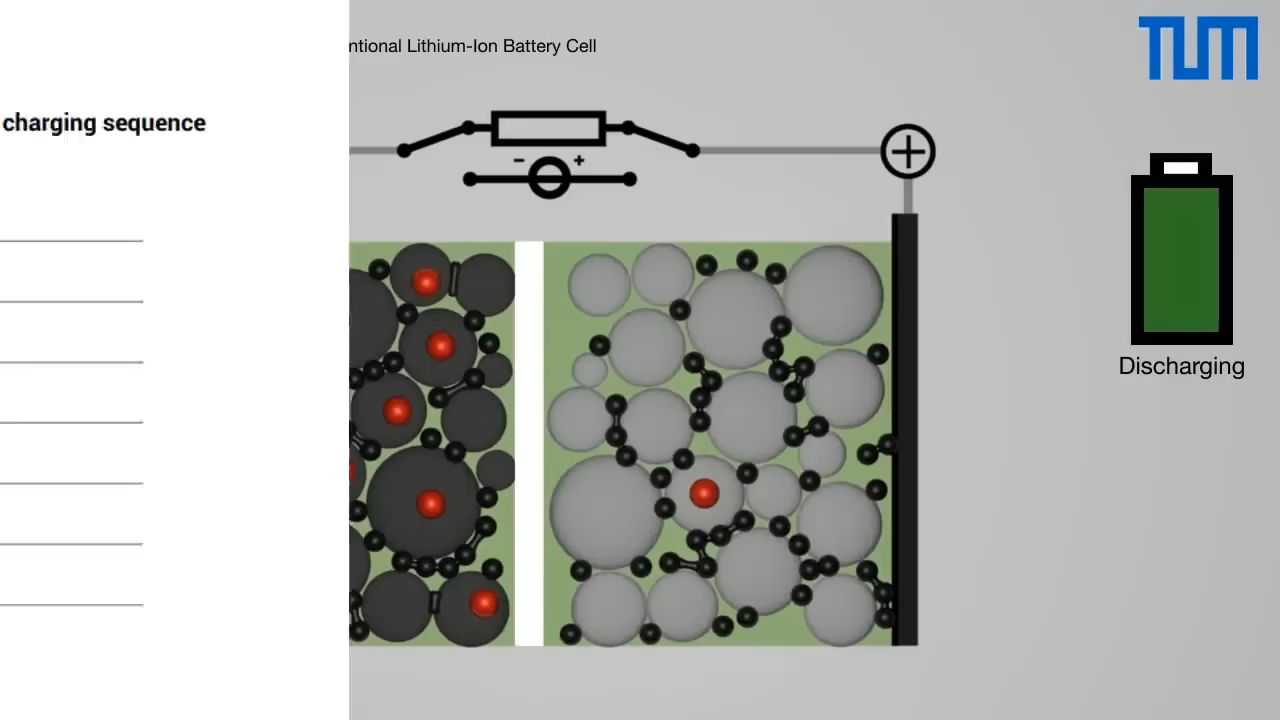 ntional Lithium-Ion Battery Cell
TUM
charging sequence
- +
+
Discharging